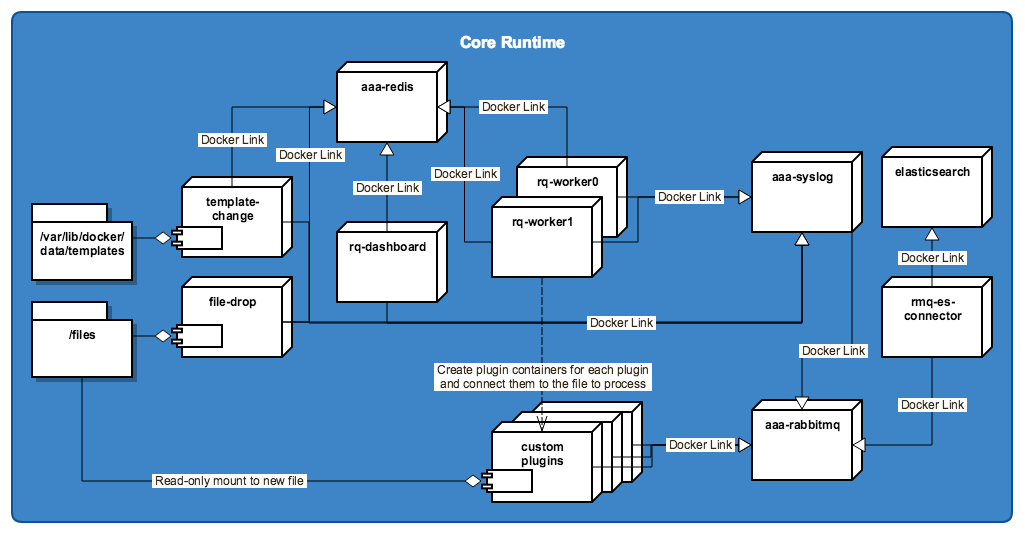 Core Runtime
aaa-redis
Docker Link
Docker Link
Docker Link
Docker Link
Docker Link
template-
change
/var/lib/docker/
data/templates
rq-dashboard
rq-worker0
rq-worker1
Docker Link
aaa-syslog
elasticsearch
Docker Link
file-drop
/files
Docker Link
rmq-es-
connector
Docker Link
Create plugin containers for each plugin
and connect them to the file to process
Docker Link
custom
plugins
Docker Link
aaa-rabbitmq
Read-only mount to new file